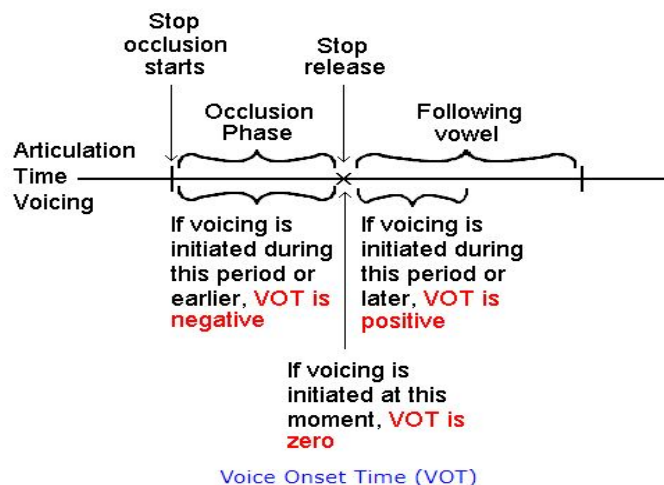 Stop
occlusion
starts
Stop
release
Occlusion
Phase
Following
vowel
Articulation
Time
Voicing
If voicing is
initiated during
this period or
earlier, VOT is
negative
If voicing is
initiated during
this period or
later, VOT is
positive
If voicing is
initiated at this
moment, VOT is
zero
Voice Onset Time (VOT)